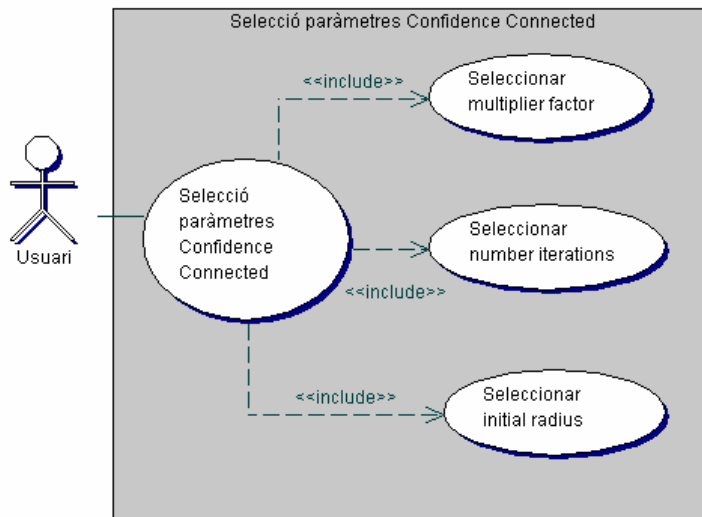 Selecció paràmetres Confidence Connected
<<include>>
Seleccionar
multiplier factor
Usuari
Selecció
paràmetres
Confidence
Connected
Seleccionar
number iterations
<<include>>
<<include>>
Seleccionar
initial radius